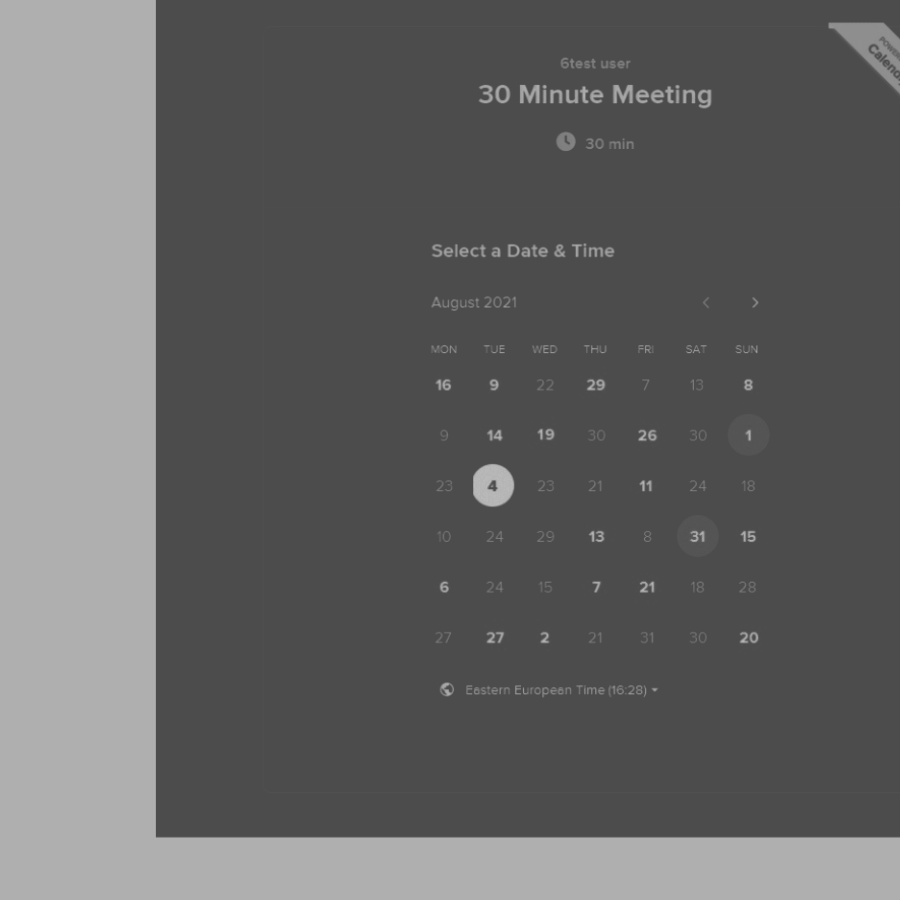 6test user
30 Minute Meeting
30 min
Select a Date & Time
August 2021
MON TUE WED THU FRI SAT SUN
16 9 22 29 7 13 8
9 14 19 30 26 30 1
23 4 23 21 11 24 18
10 24 29 13 8 31 15
6 24 15 7 21 18 28
27 27 2 21 31 30 20
Eastern European Time (16:28)